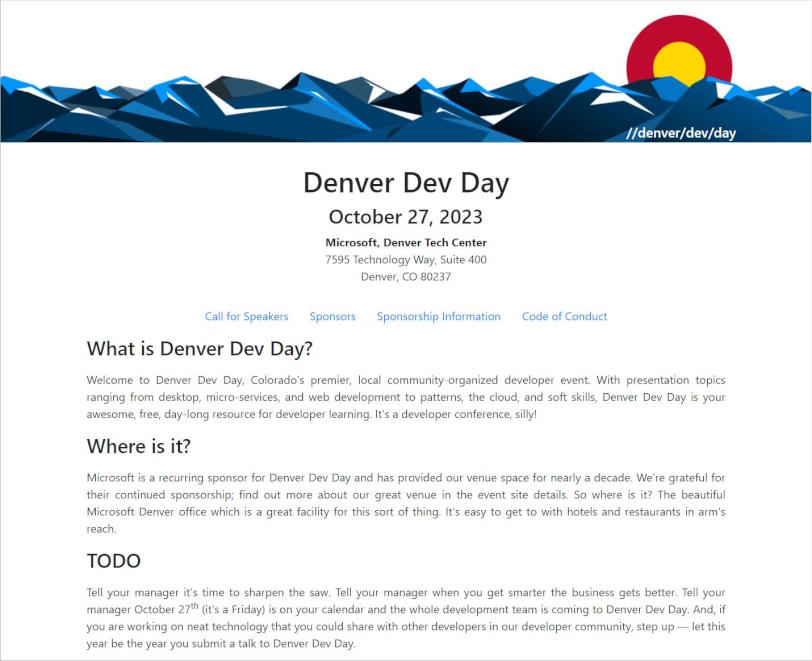 //denver/dev/day
Denver Dev Day
October 27, 2023
Microsoft, Denver Tech Center
7595 Technology Way, Suite 400
Denver, CO 80237
Call for Speakers Sponsors Sponsorship Information Code of Conduct
What is Denver Dev Day?
Welcome to Denver Dev Day, Colorado's premier, local community-organized developer event. With presentation topics
ranging from desktop, micro-services, and web development to patterns, the cloud, and soft skills, Denver Dev Day is your
awesome, free, day-long resource for developer learning. It's a developer conference, silly!
Where is it?
Microsoft is a recurring sponsor for Denver Dev Day and has provided our venue space for nearly a decade. We're grateful for
their continued sponsorship; find out more about our great venue in the event site details. So where is it? The beautiful
Microsoft Denver office which is a great facility for this sort of thing. It's easy to get to with hotels and restaurants in arm's
reach.
TODO
Tell your manager it's time to sharpen the saw. Tell your manager when you get smarter the business gets better. Tell your
manager October 27th (it's a Friday) is on your calendar and the whole development team is coming to Denver Dev Day. And, if
you are working on neat technology that you could share with other developers in our developer community, step up — let this
year be the year you submit a talk to Denver Dev Day.